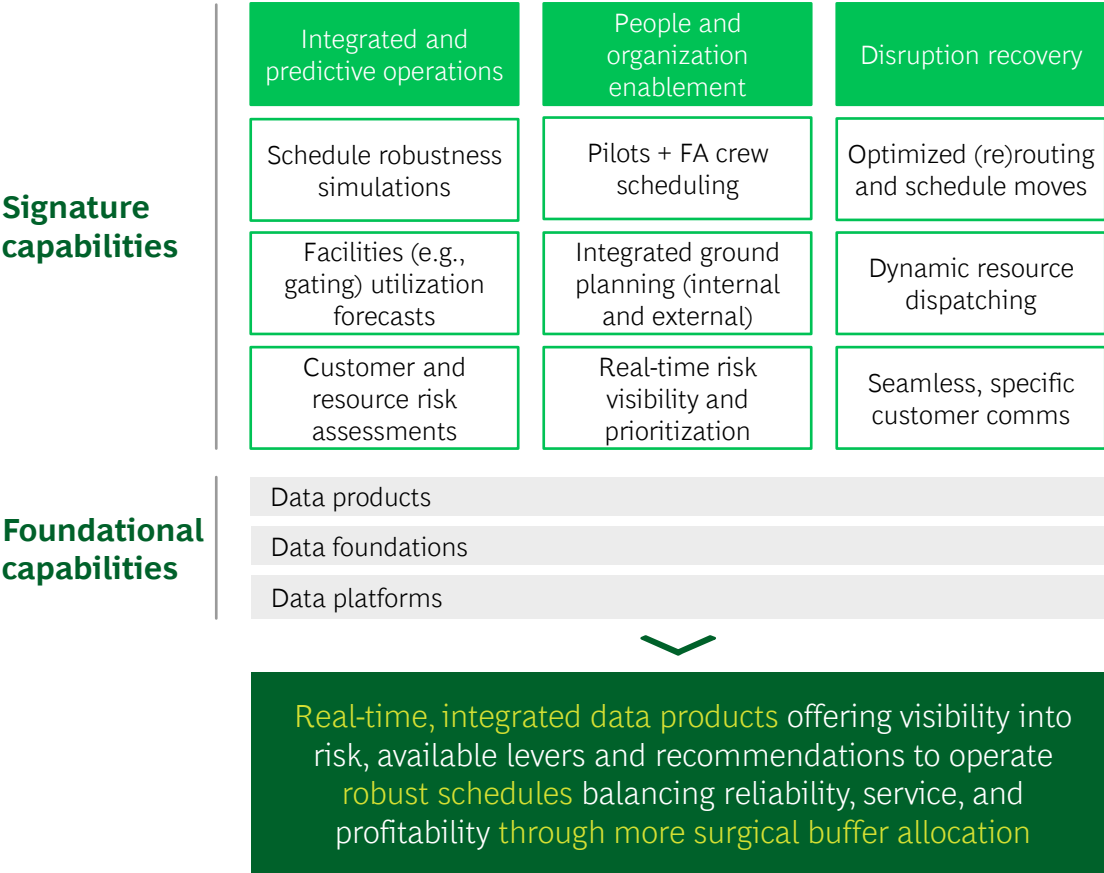 Integrated and
predictive operations
People and
organization
enablement
Disruption recovery
Signature
capabilities
Schedule robustness
simulations
Pilots + FA crew
scheduling
Optimized (re)routing
and schedule moves
Facilities (e.g.,
gating) utilization
forecasts
Integrated ground
planning (internal
and external)
Dynamic resource
dispatching
Customer and
resource risk
assessments
Real-time risk
visibility and
prioritization
Seamless, specific
customer comms
Foundational
capabilities
Data products
Data foundations
Data platforms
Real-time, integrated data products offering visibility into
risk, available levers and recommendations to operate
robust schedules balancing reliability, service, and
profitability through more surgical buffer allocation